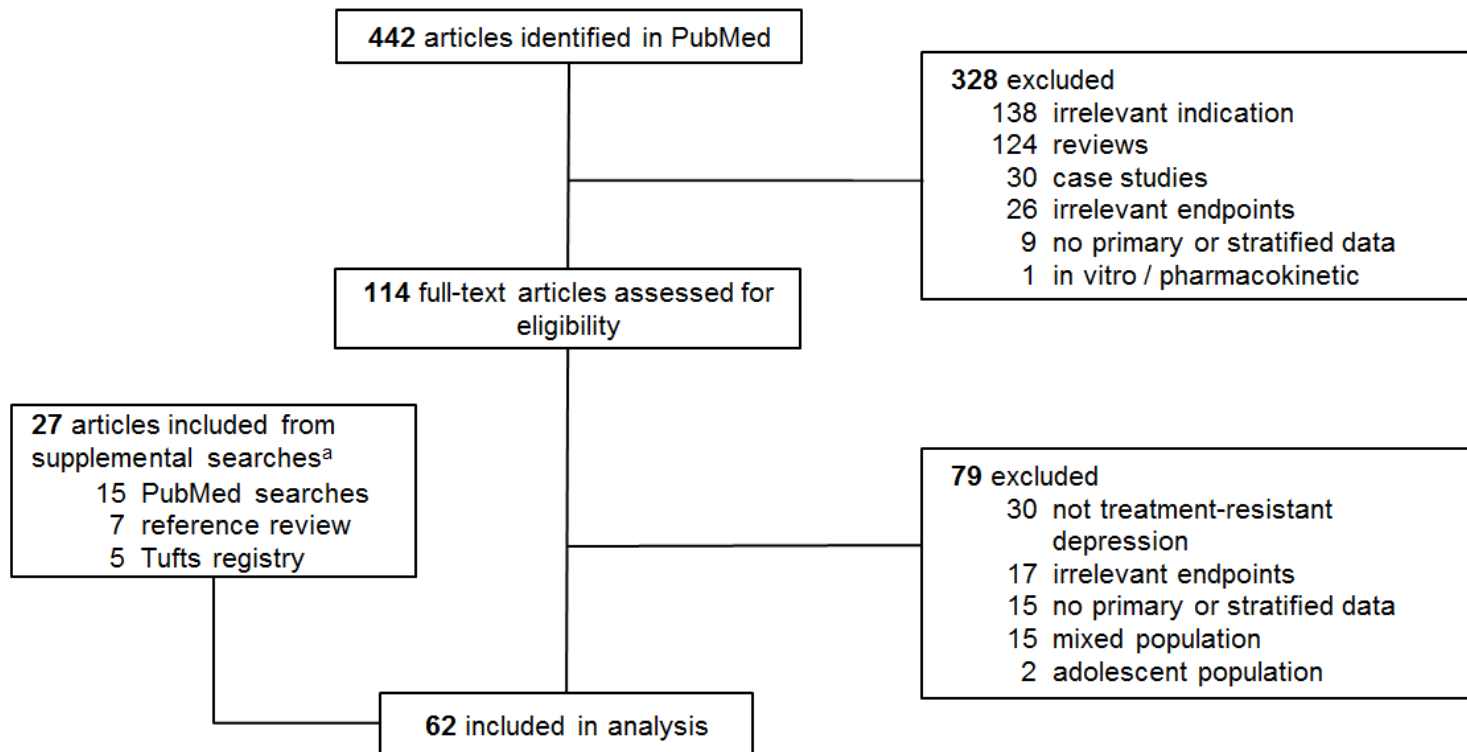 442 articles identified in PubMed
328 excluded
138 irrelevant indication
124 reviews
30 case studies
26 irrelevant endpoints
9 no primary or stratified data
1 in vitro / pharmacokinetic
114 full-text articles assessed for
eligibility
27 articles included from
supplemental searchesᵃ
15 PubMed searches
7 reference review
5 Tufts registry
79 excluded
30 not treatment-resistant
depression
17 irrelevant endpoints
15 no primary or stratified data
15 mixed population
2 adolescent population
62 included in analysis